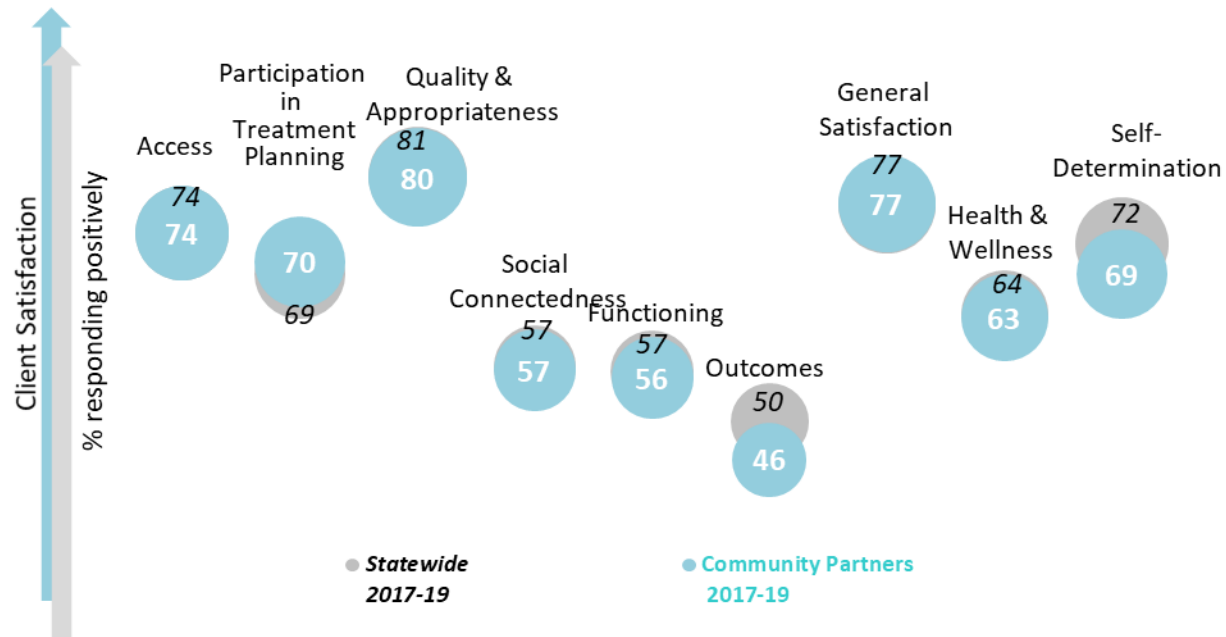 Client Satisfaction
% responding positively
Access
74
74
Participation
in
Treatment
Planning
70
69
Quality &
Appropriateness
81
80
Social
Connectedness
57
57
Functioning
57
56
Outcomes
50
46
General
Satisfaction
77
77
Health &
Wellness
64
63
Self-
Determination
72
69
Statewide
2017-19
Community Partners
2017-19